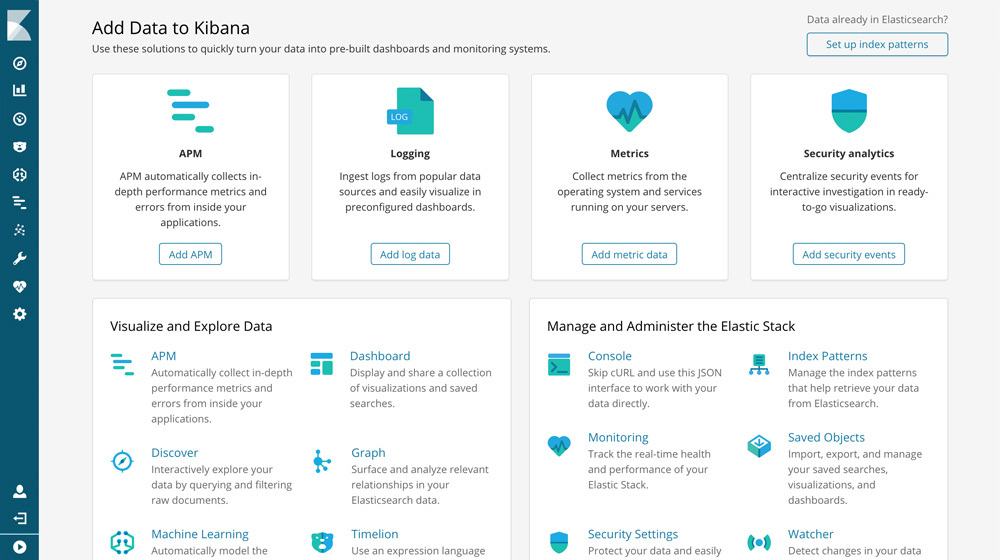 Add Data to Kibana
Use these solutions to quickly turn your data into pre-built dashboards and monitoring systems.
Data already in Elasticsearch?
Set up index patterns
APM
APM automatically collects in-
depth performance metrics and
errors from inside your
applications.
Add APM
LOG
Logging
Ingest logs from popular data
sources and easily visualize in
preconfigured dashboards.
Add log data
Metrics
Collect metrics from the
operating system and services
running on your servers.
Add metric data
Security analytics
Centralize security events for
interactive investigation in ready-
to-go visualizations.
Add security events
Visualize and Explore Data
APM
Automatically collect in-depth
performance metrics and
errors from inside your
applications.
Dashboard
Display and share a collection
of visualizations and saved
searches.
Discover
Interactively explore your
data by querying and filtering
raw documents.
Graph
Surface and analyze relevant
relationships in your
Elasticsearch data.
Machine Learning
Automatically model the
Timelion
Use an expression language
Manage and Administer the Elastic Stack
Console
Skip cURL and use this JSON
interface to work with your
data directly.
Index Patterns
Manage the index patterns
that help retrieve your data
from Elasticsearch.
Monitoring
Track the real-time health
and performance of your
Elastic Stack.
Saved Objects
Import, export, and manage
your saved searches,
visualizations, and
dashboards.
Security Settings
Protect your data and easily
Watcher
Detect changes in your data